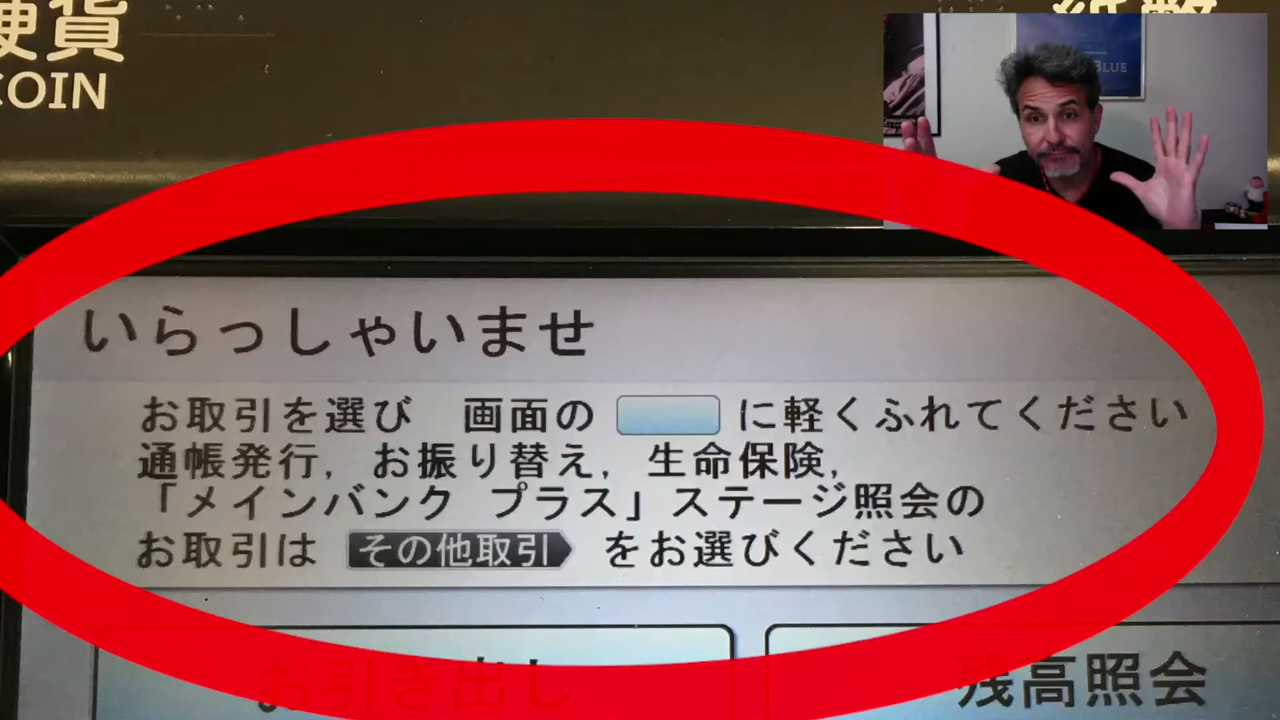 硬貨
COIN
紙幣
BLUE
いらっしゃいませ
お取引を選び 画面の に軽くふれてください
通帳発行, お振り替え, 生命保険,
「メインバンク プラス」ステージ照会の
お取引は その他取引 をお選びください
お引き出し
残高照会